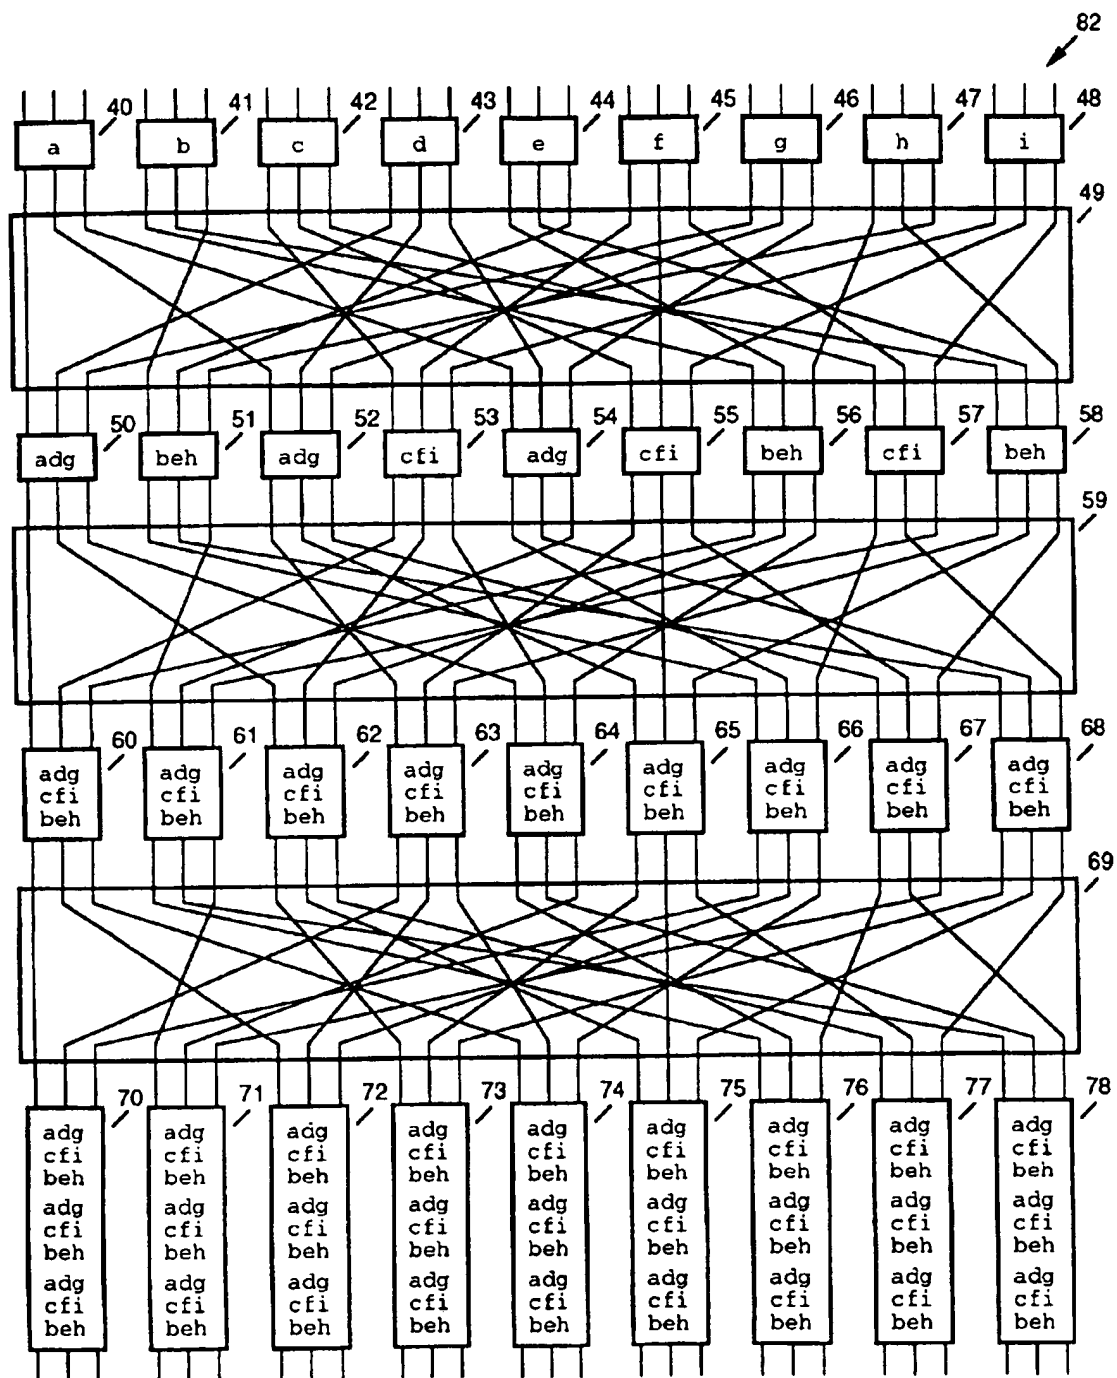 82
40 41 42 43 44 45 46 47 48
a b c d e f g h i
49
50 51 52 53 54 55 56 57 58
adg beh adg cfi adg cfi beh cfi beh
59
60 61 62 63 64 65 66 67 68
adg adg adg adg adg adg adg adg adg
cfi cfi cfi cfi cfi cfi cfi cfi cfi
beh beh beh beh beh beh beh beh beh
69
70 71 72 73 74 75 76 77 78
adg adg adg adg adg adg adg adg adg
cfi cfi cfi cfi cfi cfi cfi cfi cfi
beh beh beh beh beh beh beh beh beh
adg adg adg adg adg adg adg adg adg
cfi cfi cfi cfi cfi cfi cfi cfi cfi
beh beh beh beh beh beh beh beh beh
adg adg adg adg adg adg adg adg adg
cfi cfi cfi cfi cfi cfi cfi cfi cfi
beh beh beh beh beh beh beh beh beh